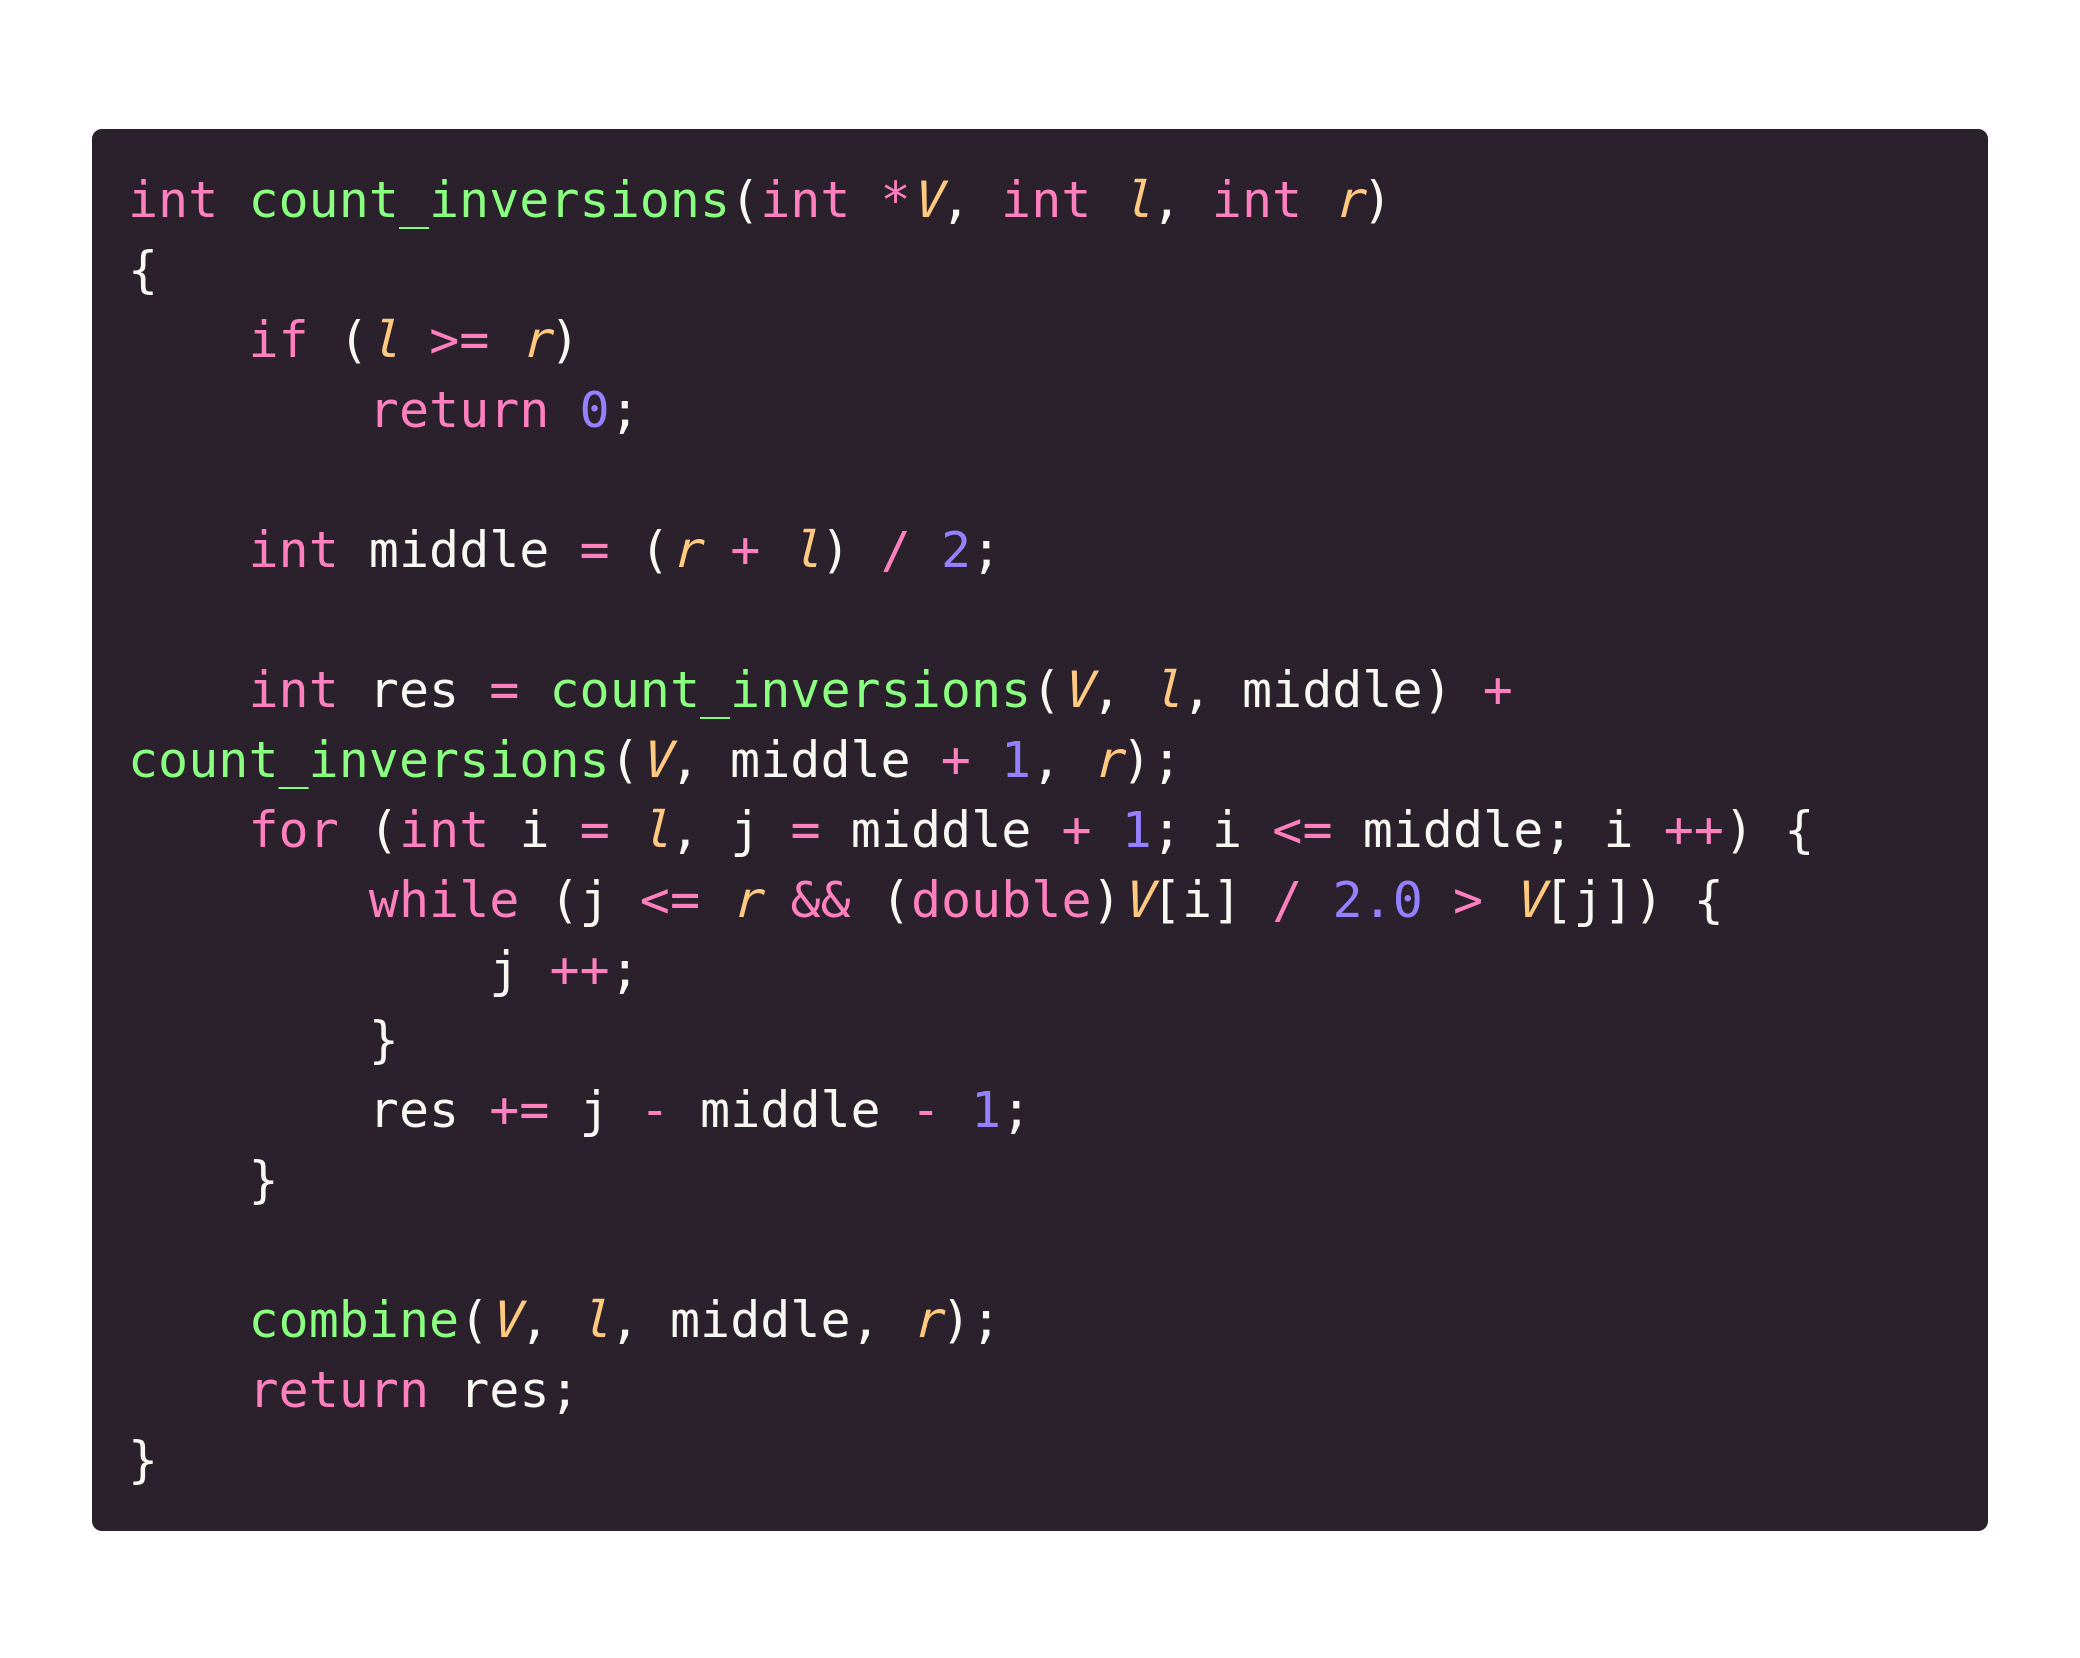 int count_inversions(int *V, int l, int r)
{
    if (l >= r)
        return 0;

    int middle = (r + l) / 2;

    int res = count_inversions(V, l, middle) +
count_inversions(V, middle + 1, r);
    for (int i = l, j = middle + 1; i <= middle; i ++) {
        while (j <= r && (double)V[i] / 2.0 > V[j]) {
            j ++;
        }
        res += j - middle - 1;
    }

    combine(V, l, middle, r);
    return res;
}